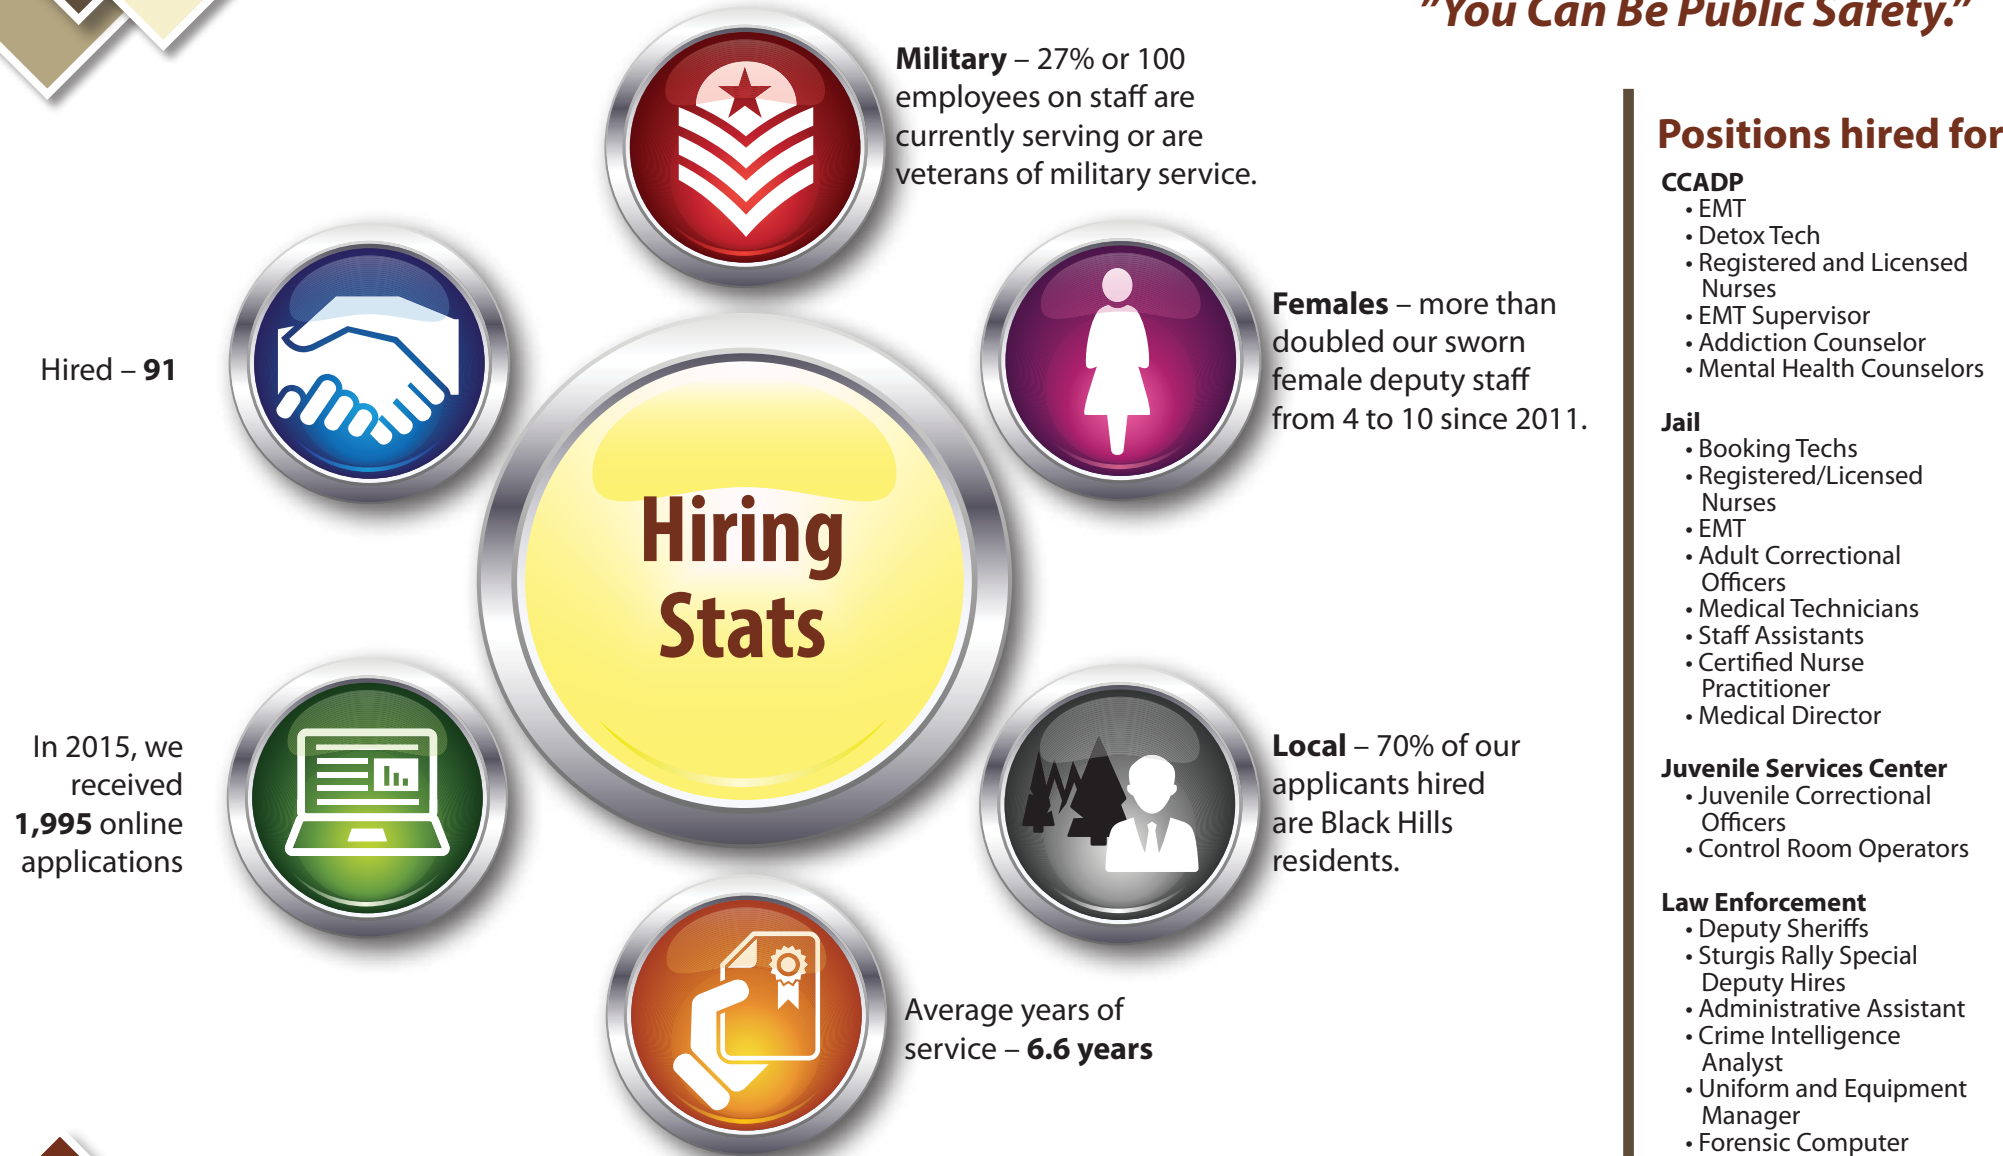 "You Can Be Public Safety."
Military – 27% or 100
employees on staff are
currently serving or are
veterans of military service.
Hired – 91
Females – more than
doubled our sworn
female deputy staff
from 4 to 10 since 2011.
Hiring
Stats
In 2015, we
received
1,995 online
applications
Local – 70% of our
applicants hired
are Black Hills
residents.
Average years of
service – 6.6 years
Positions hired for
CCADP
• EMT
• Detox Tech
• Registered and Licensed
Nurses
• EMT Supervisor
• Addiction Counselor
• Mental Health Counselors
Jail
• Booking Techs
• Registered/Licensed
Nurses
• EMT
• Adult Correctional
Officers
• Medical Technicians
• Staff Assistants
• Certified Nurse
Practitioner
• Medical Director
Juvenile Services Center
• Juvenile Correctional
Officers
• Control Room Operators
Law Enforcement
• Deputy Sheriffs
• Sturgis Rally Special
Deputy Hires
• Administrative Assistant
• Crime Intelligence
Analyst
• Uniform and Equipment
Manager
• Forensic Computer